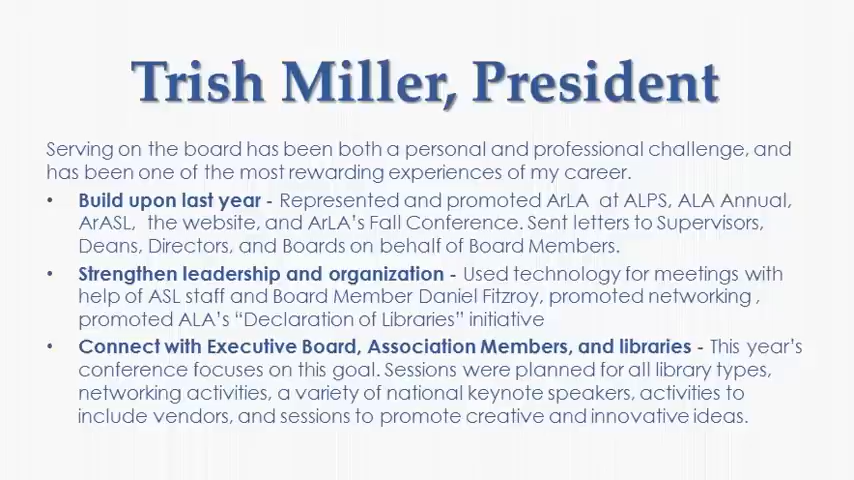 Trish Miller, President
Serving on the board has been both a personal and professional challenge, and
has been one of the most rewarding experiences of my career.
• Build upon last year - Represented and promoted ArLA at ALPS, ALA Annual,
ArASL, the website, and ArLA’s Fall Conference. Sent letters to Supervisors,
Deans, Directors, and Boards on behalf of Board Members.
• Strengthen leadership and organization - Used technology for meetings with
help of ASL staff and Board Member Daniel Fitzroy, promoted networking ,
promoted ALA’s “Declaration of Libraries” initiative
• Connect with Executive Board, Association Members, and libraries - This year’s
conference focuses on this goal. Sessions were planned for all library types,
networking activities, a variety of national keynote speakers, activities to
include vendors, and sessions to promote creative and innovative ideas.